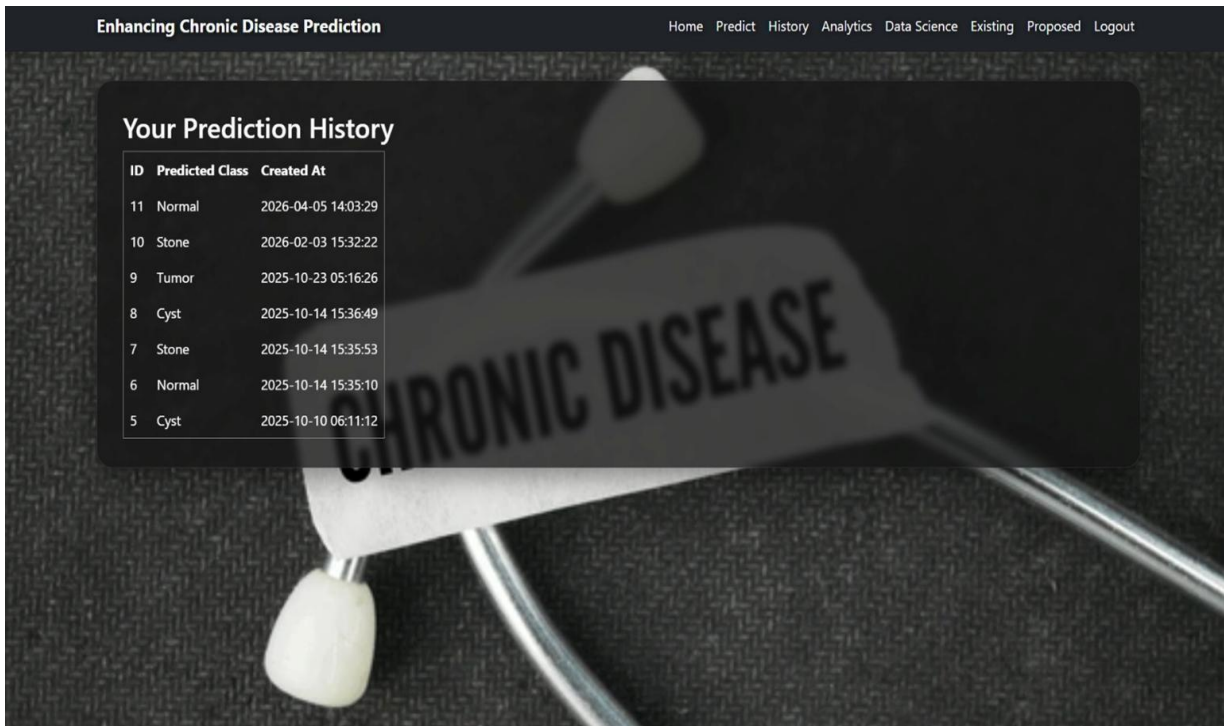 Enhancing Chronic Disease Prediction
Home Predict History Analytics Data Science Existing Proposed Logout
Your Prediction History
ID Predicted Class Created At
11 Normal 2026-04-05 14:03:29
10 Stone 2026-02-03 15:32:22
9 Tumor 2025-10-23 05:16:26
8 Cyst 2025-10-14 15:36:49
7 Stone 2025-10-14 15:35:53
6 Normal 2025-10-14 15:35:10
5 Cyst 2025-10-10 06:11:12
CHRONIC DISEASE